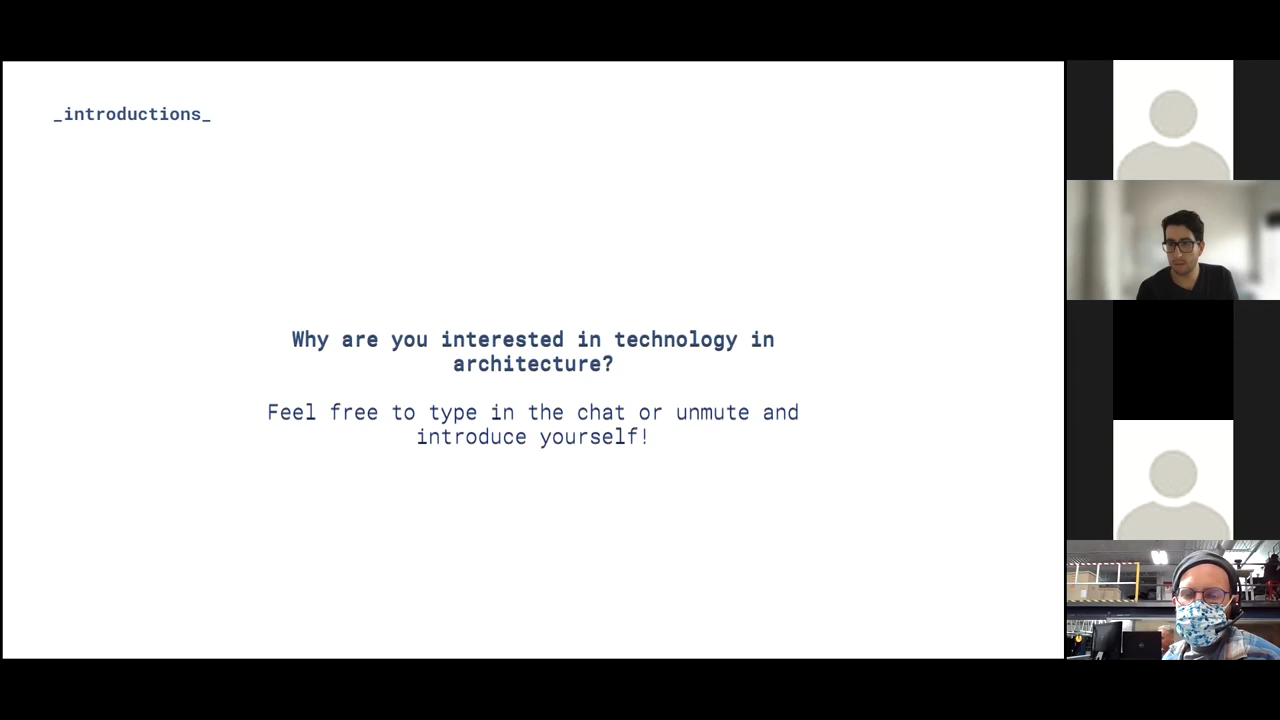 _introductions_
Why are you interested in technology in
architecture?
Feel free to type in the chat or unmute and
introduce yourself!